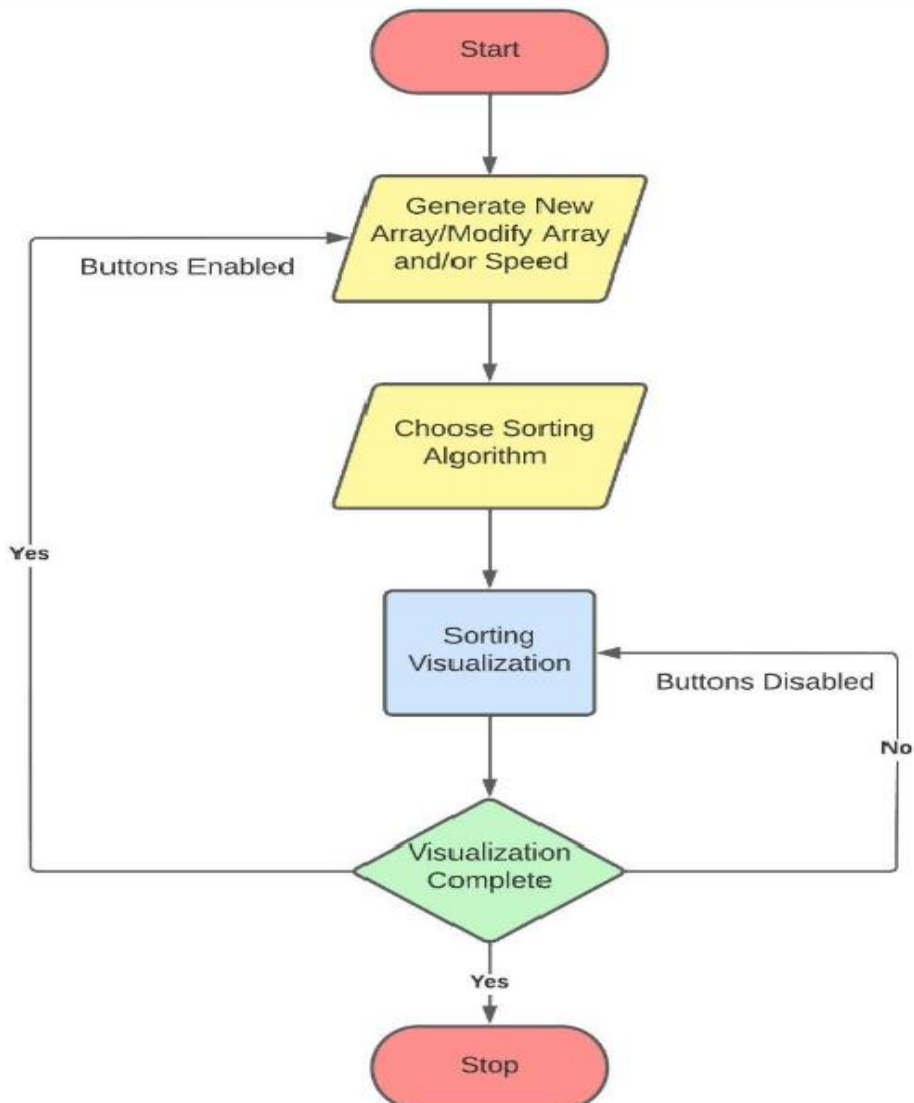 Start
Generate New
Array/Modify Array
and/or Speed
Buttons Enabled
Choose Sorting
Algorithm
Yes
Sorting
Visualization
Buttons Disabled
No
Visualization
Complete
Yes
Stop